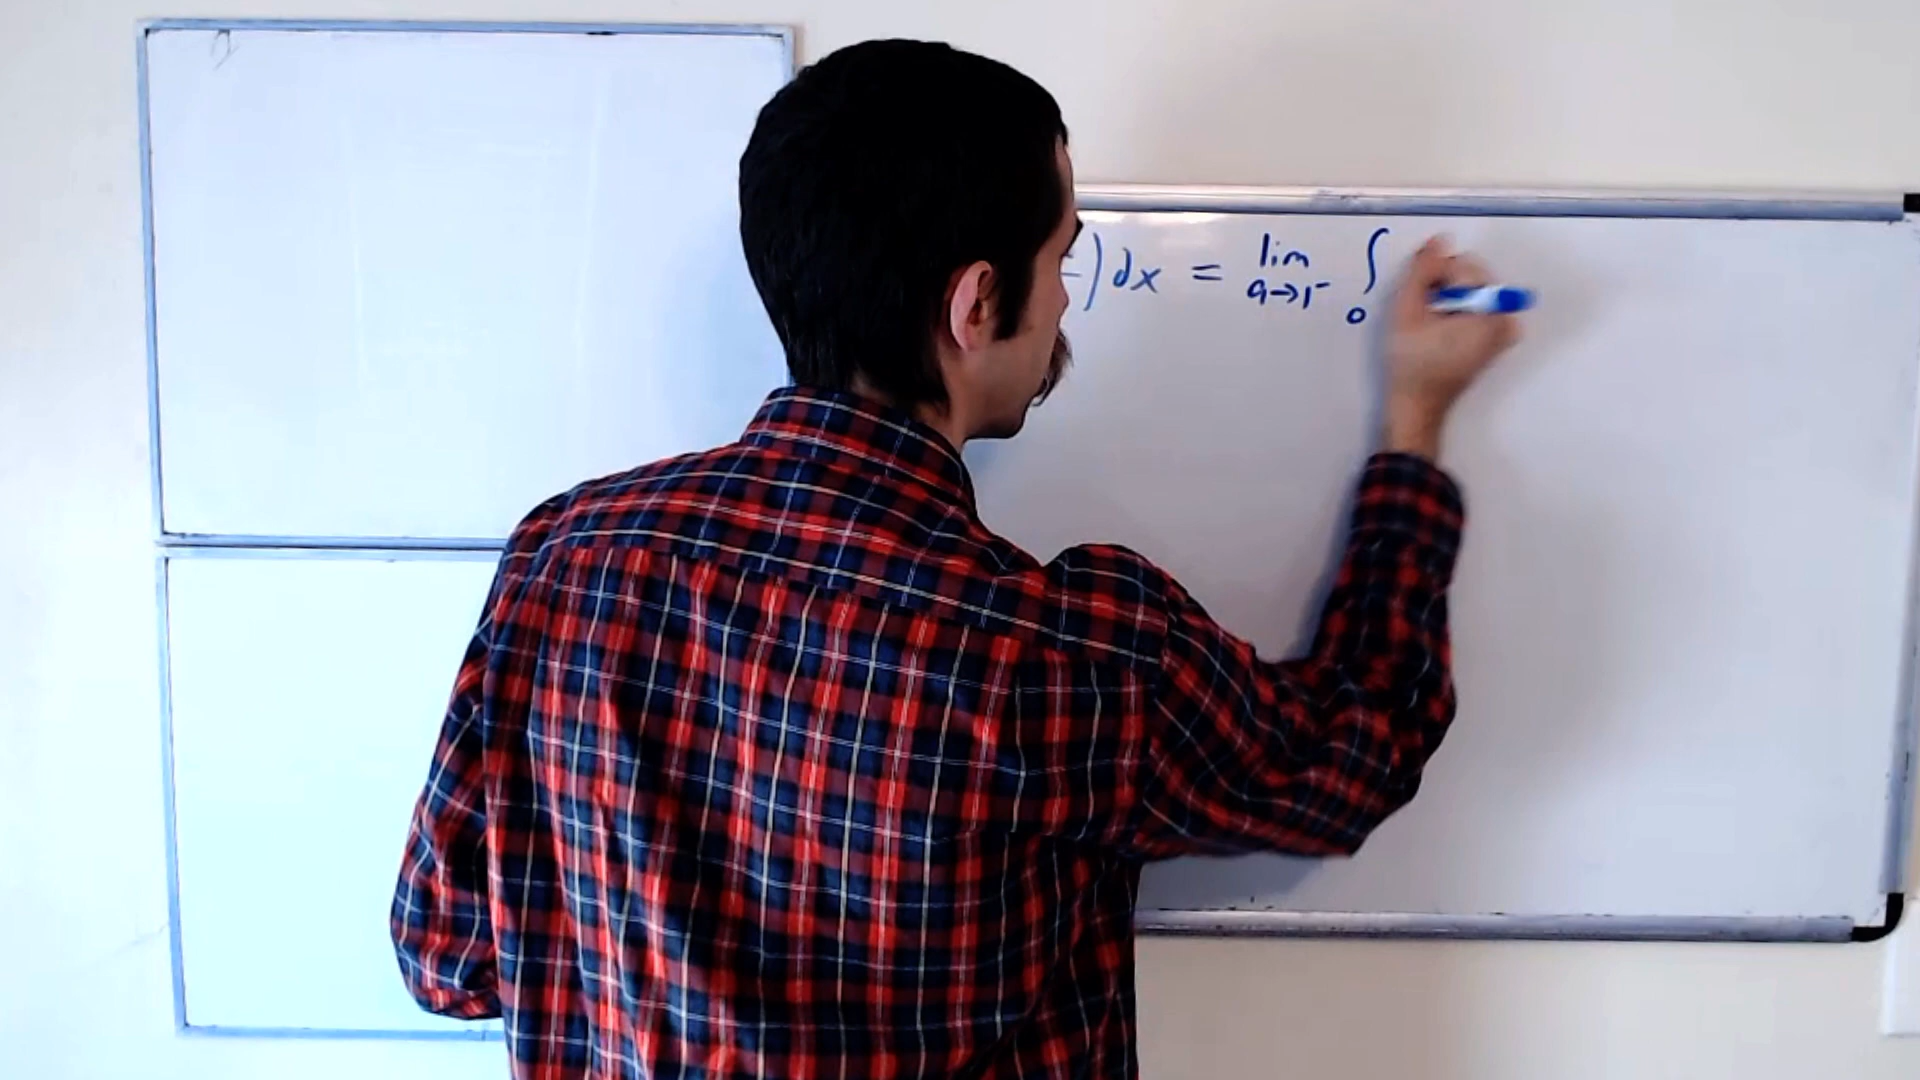 ) dx = lim ∫
a→1⁻ 0